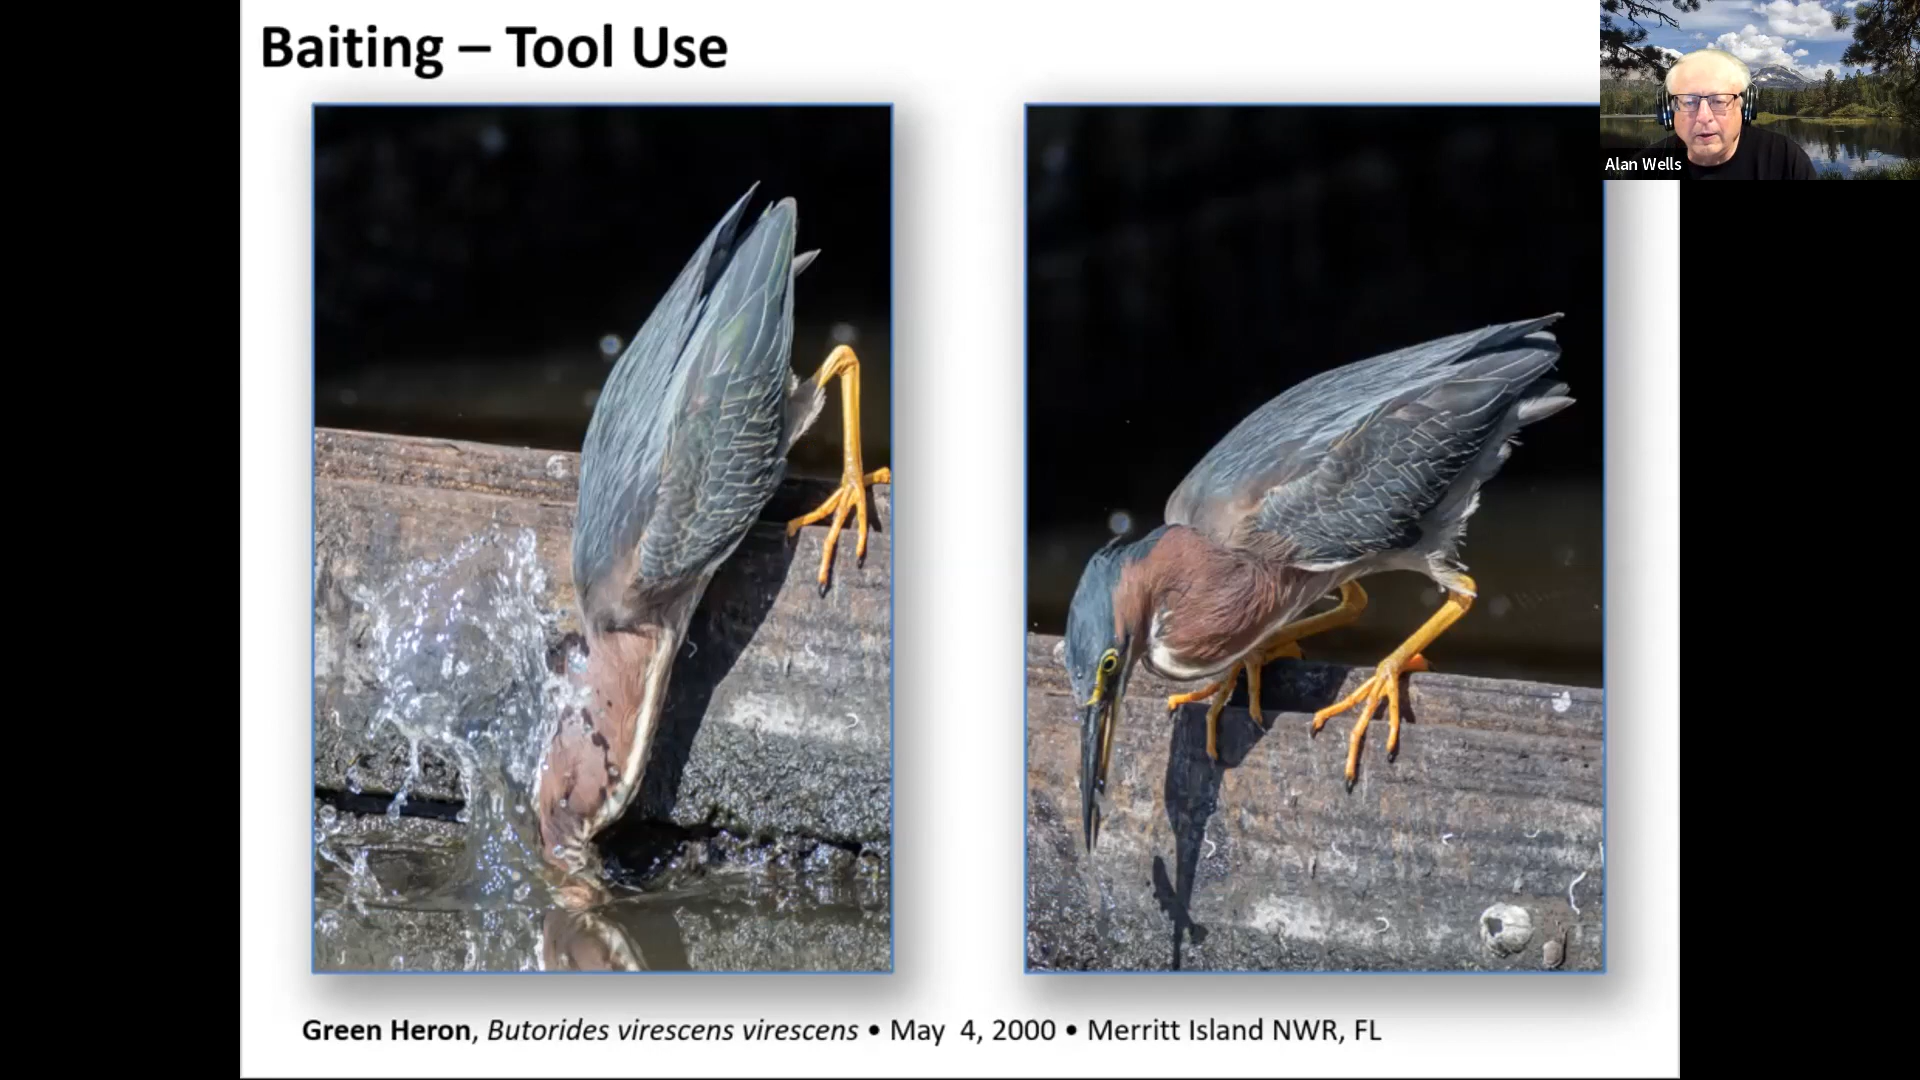 Baiting – Tool Use
Alan Wells
Green Heron, Butorides virescens virescens • May  4, 2000 • Merritt Island NWR, FL